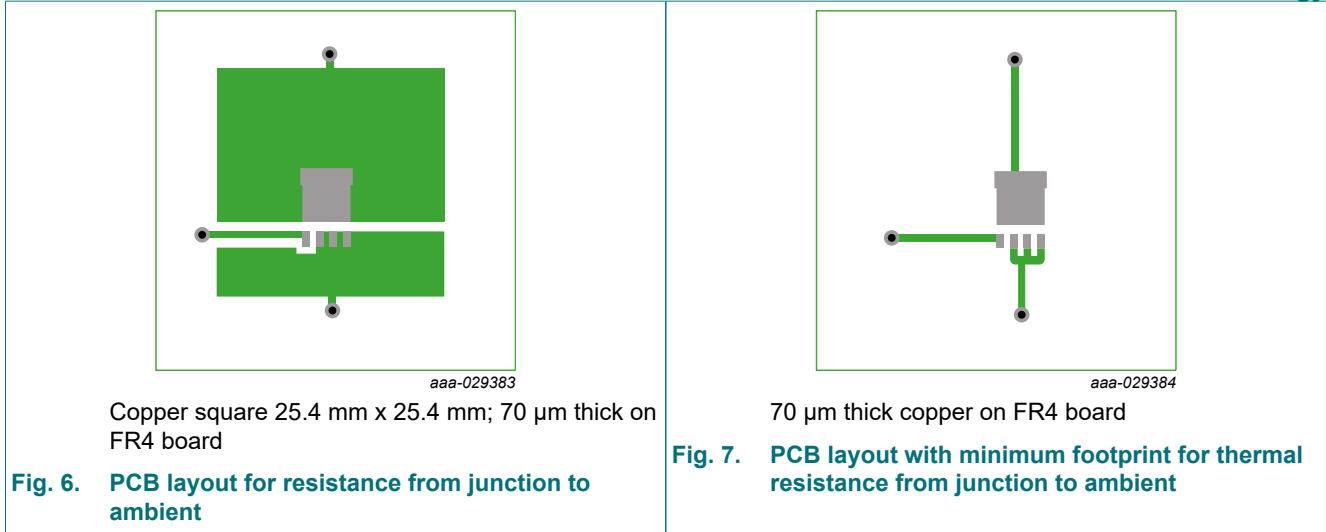 aaa-029383
Copper square 25.4 mm x 25.4 mm; 70 µm thick on
FR4 board
Fig. 6. PCB layout for resistance from junction to
ambient
aaa-029384
70 µm thick copper on FR4 board
Fig. 7. PCB layout with minimum footprint for thermal
resistance from junction to ambient